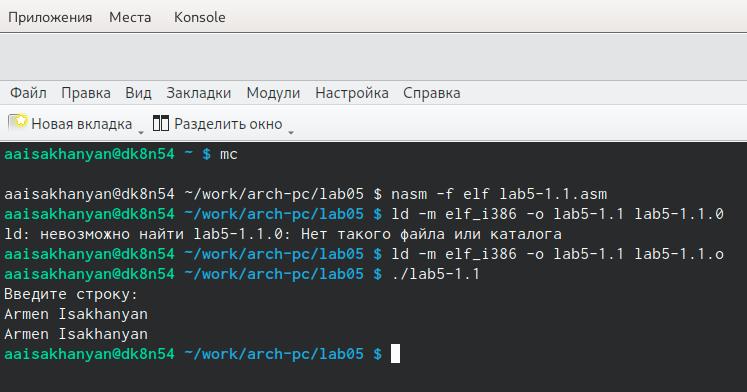 Приложения Места Konsole
Файл Правка Вид Закладки Модули Настройка Справка
Новая вкладка Разделить окно
aaisakhanyan@dk8n54 ~ $ mc
aaisakhanyan@dk8n54 ~/work/arch-pc/lab05 $ nasm -f elf lab5-1.1.asm
aaisakhanyan@dk8n54 ~/work/arch-pc/lab05 $ ld -m elf_i386 -o lab5-1.1 lab5-1.1.0
ld: невозможно найти lab5-1.1.0: Нет такого файла или каталога
aaisakhanyan@dk8n54 ~/work/arch-pc/lab05 $ ld -m elf_i386 -o lab5-1.1 lab5-1.1.o
aaisakhanyan@dk8n54 ~/work/arch-pc/lab05 $ ./lab5-1.1
Введите строку:
Armen Isakhanyan
Armen Isakhanyan
aaisakhanyan@dk8n54 ~/work/arch-pc/lab05 $